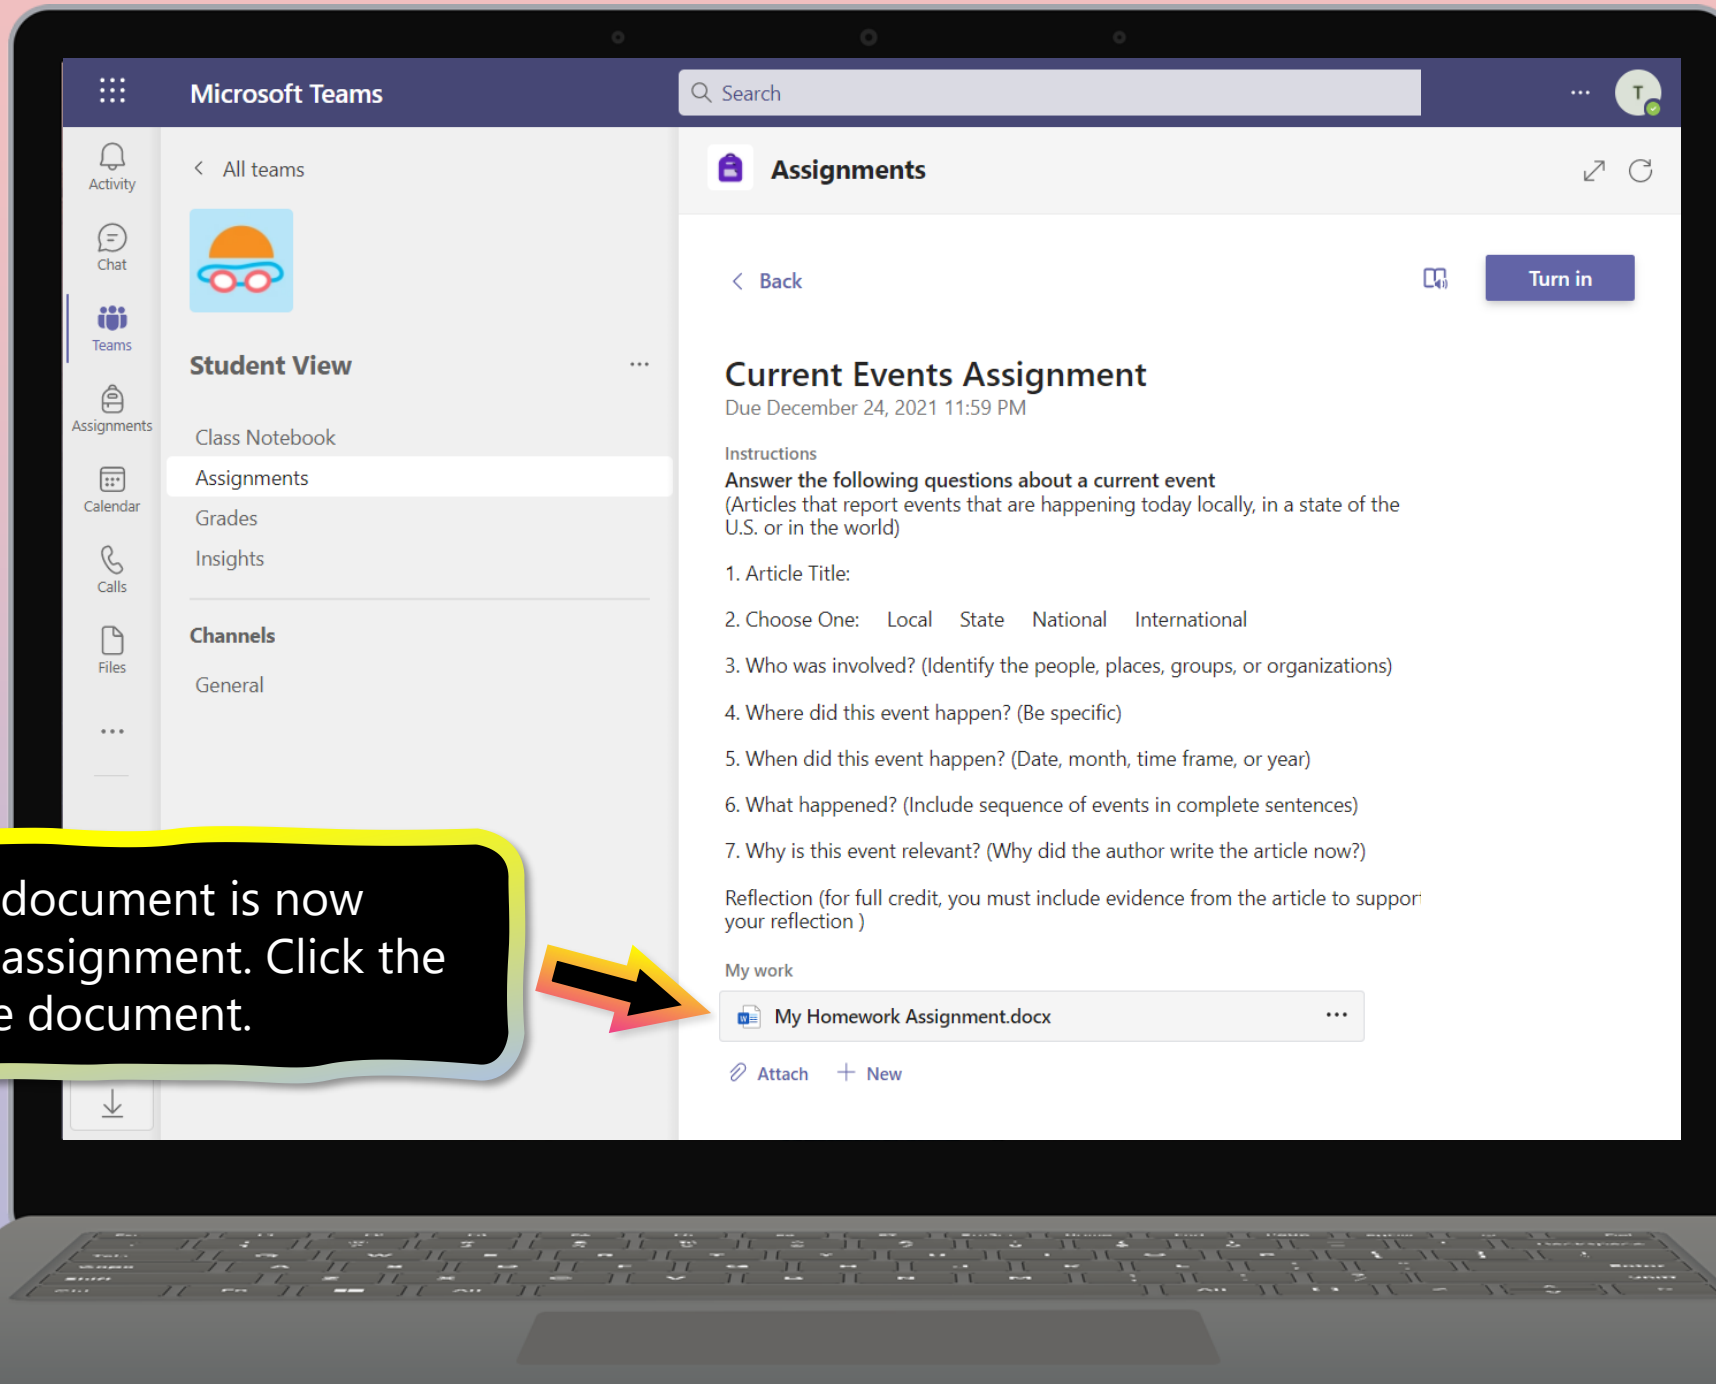 Microsoft Teams
Search
T
Activity
Chat
Teams
Assignments
Calendar
Calls
Files
All teams
Student View
Class Notebook
Assignments
Grades
Insights
Channels
General
Assignments
Back
Turn in
Current Events Assignment
Due December 24, 2021 11:59 PM
Instructions
Answer the following questions about a current event
(Articles that report events that are happening today locally, in a state of the
U.S. or in the world)
1. Article Title:
2. Choose One: Local State National International
3. Who was involved? (Identify the people, places, groups, or organizations)
4. Where did this event happen? (Be specific)
5. When did this event happen? (Date, month, time frame, or year)
6. What happened? (Include sequence of events in complete sentences)
7. Why is this event relevant? (Why did the author write the article now?)
Reflection (for full credit, you must include evidence from the article to support
your reflection )
My work
My Homework Assignment.docx
Attach
New
document is now
assignment. Click the
e document.